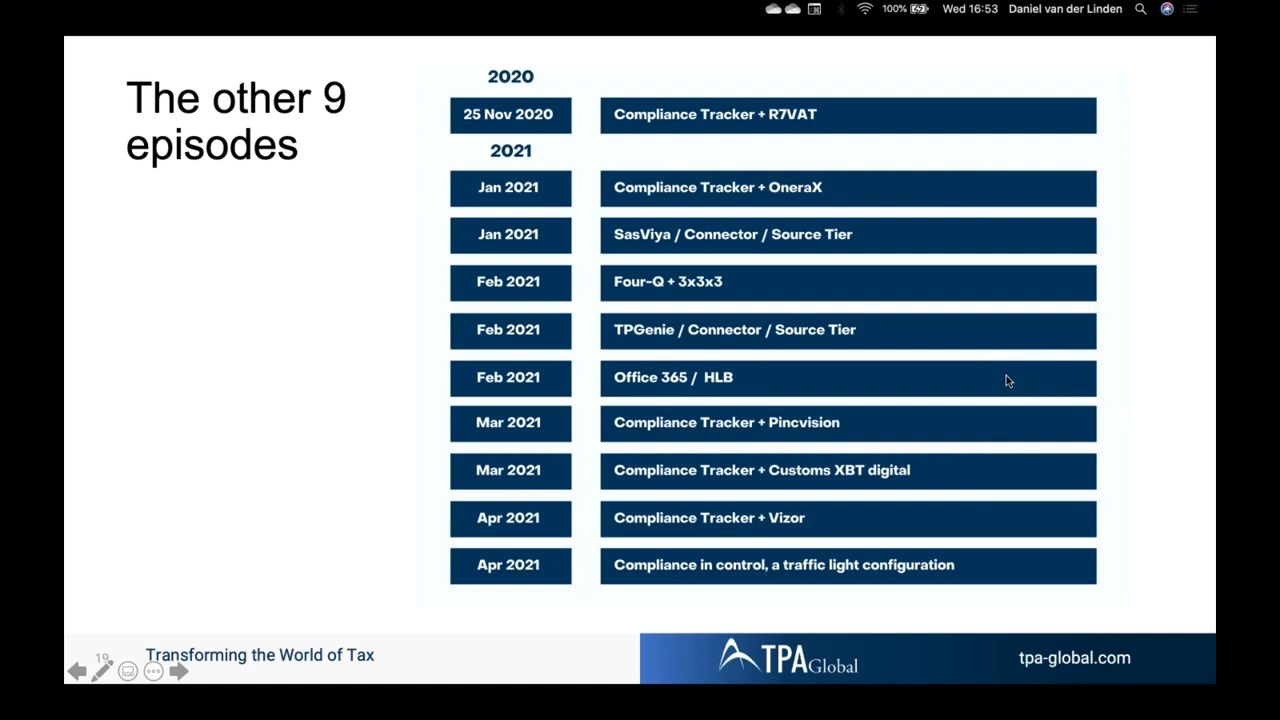 100% Wed 16:53 Daniel van der Linden
The other 9
episodes
2020
25 Nov 2020 Compliance Tracker + R7VAT
2021
Jan 2021 Compliance Tracker + OneraX
Jan 2021 SasViya / Connector / Source Tier
Feb 2021 Four-Q + 3x3x3
Feb 2021 TPGenie / Connector / Source Tier
Feb 2021 Office 365 / HLB
Mar 2021 Compliance Tracker + Pincvision
Mar 2021 Compliance Tracker + Customs XBT digital
Apr 2021 Compliance Tracker + Vizor
Apr 2021 Compliance in control, a traffic light configuration
19
Transforming the World of Tax
TPA Global
tpa-global.com